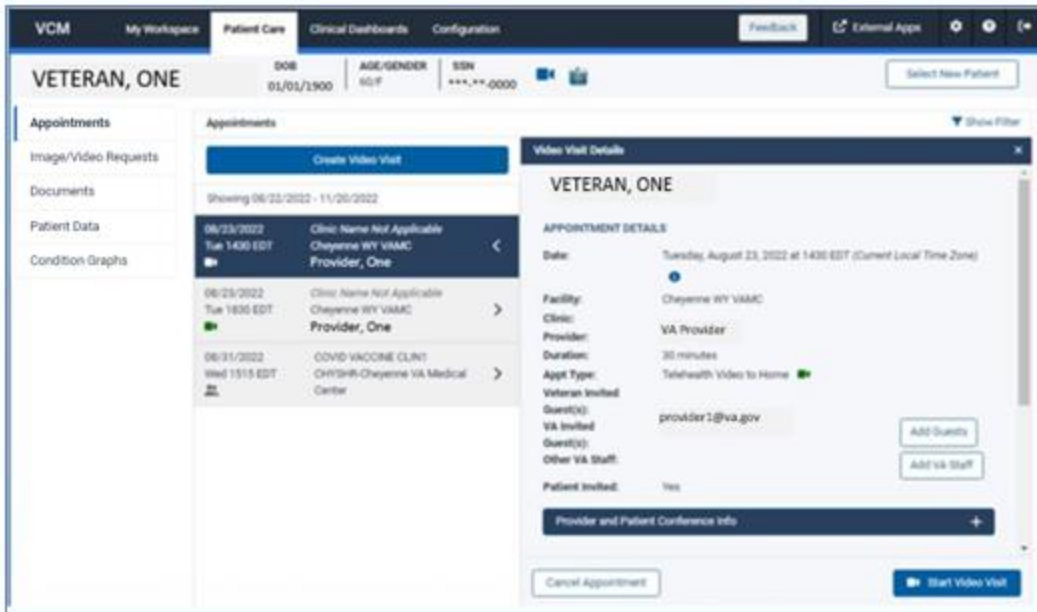 VCM My Workspace Patient Care Clinical Dashboards Configuration Feedback External Apps
VETERAN, ONE
DOB
01/01/1900
AGE/GENDER
60/F
SSN
***-**-0000
Select New Patient
Appointments
Image/Video Requests
Documents
Patient Data
Condition Graphs
Appointments
Show Filter
Create Video Visit
Showing 08/22/2022 - 11/20/2022
08/23/2022 Clinic Name Not Applicable
Tue 1430 EDT Cheyenne WY VAMC
Provider, One
08/23/2022 Clinic Name Not Applicable
Tue 1630 EDT Cheyenne WY VAMC
Provider, One
08/31/2022 COVID VACCINE CLIN1
Wed 1515 EDT CHYSHR-Cheyenne VA Medical
Center
Video Visit Details
VETERAN, ONE
APPOINTMENT DETAILS
Date: Tuesday, August 23, 2022 at 1430 EDT (Current Local Time Zone)
Facility: Cheyenne WY VAMC
Clinic:
Provider: VA Provider
Duration: 30 minutes
Appt Type: Telehealth Video to Home
Veteran Invited
Guest(s):
provider1@va.gov
VA Invited
Guest(s):
Add Guests
Other VA Staff:
Add VA Staff
Patient Invited: Yes
Provider and Patient Conference Info +
Cancel Appointment
Start Video Visit